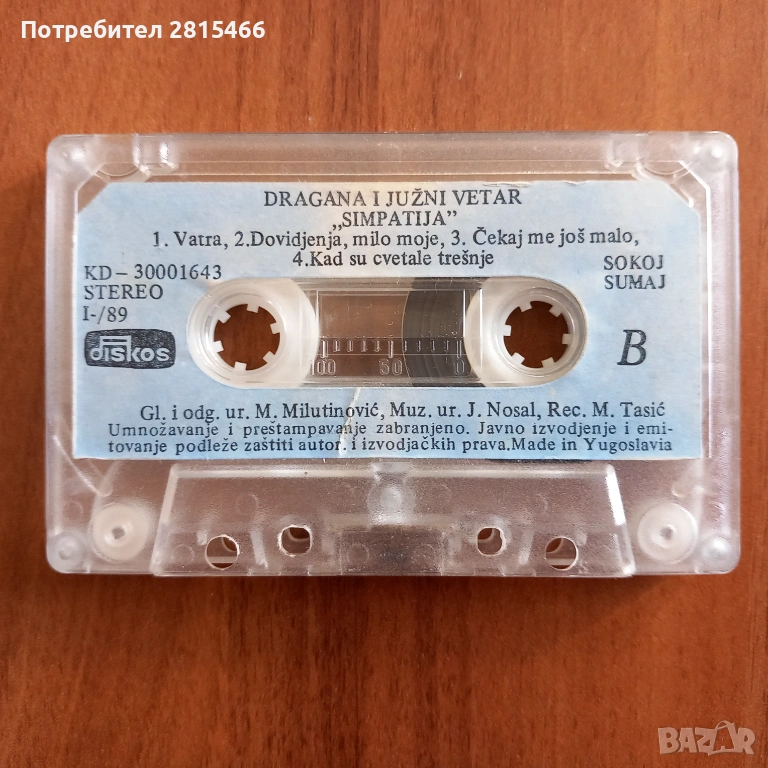 Потребител 2815466
DRAGANA I JUŽNI VETAR
„SIMPATIJA”
1. Vatra, 2.Dovidjenja, milo moje, 3. Čekaj me još malo,
4.Kad su cvetale trešnje
KD – 30001643
STEREO
I-/89
diskos
SOKOJ
SUMAJ
B
100 50 0
Gl. i odg. ur. M. Milutinović, Muz. ur. J. Nosal, Rec. M. Tasić
Umnožavanje i preštampavanje zabranjeno. Javno izvodjenje i emi-
tovanje podleže zaštiti autor. i izvodjačkih prava.Made in Yugoslavia
BAZAR